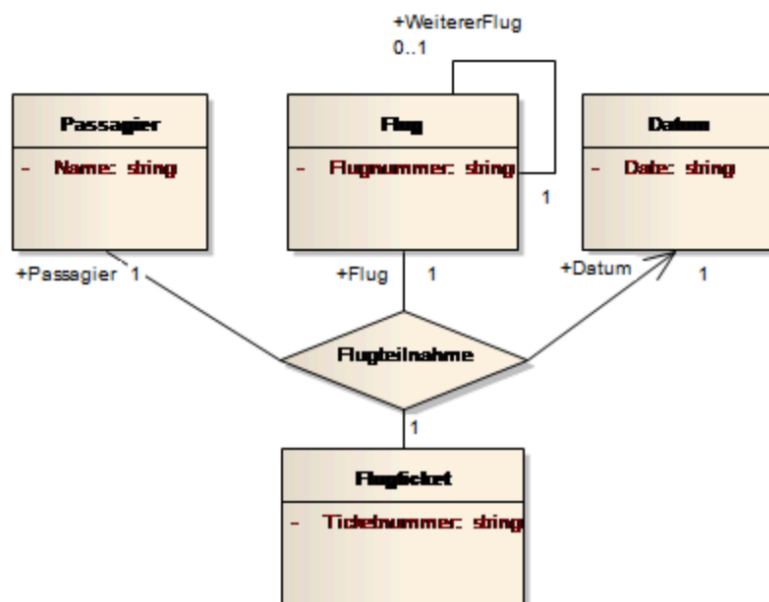 +WeitererFlug
0..1
Passagier
- Name: string
Flug
- Flugnummer: string
Datum
- Date: string
1
+Passagier 1
+Flug 1
+Datum 1
Flugteilnahme
1
Flugticket
- Ticketnummer: string